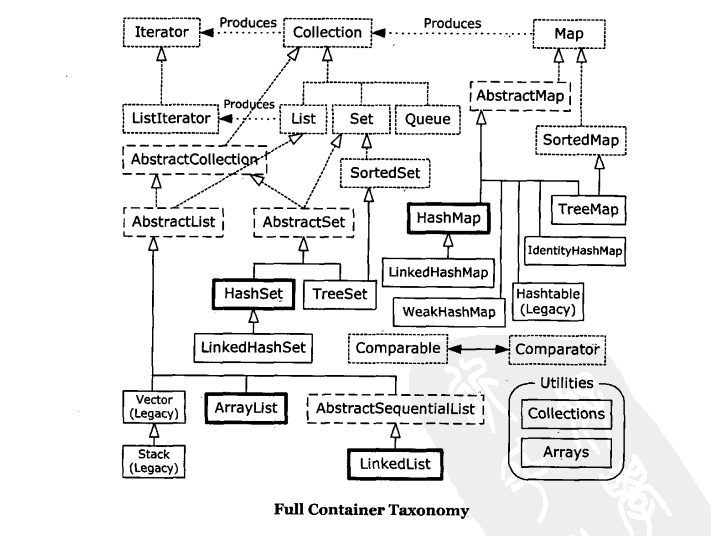 Produces
Produces
Iterator
Collection
Map
AbstractMap
Produces
ListIterator
List
Set
Queue
SortedMap
AbstractCollection
SortedSet
AbstractList
AbstractSet
HashMap
TreeMap
IdentityHashMap
LinkedHashMap
HashSet
TreeSet
Hashtable
(Legacy)
WeakHashMap
LinkedHashSet
Comparable
Comparator
Utilities
Collections
Arrays
Vector
(Legacy)
ArrayList
AbstractSequentialList
Stack
(Legacy)
LinkedList
Full Container Taxonomy